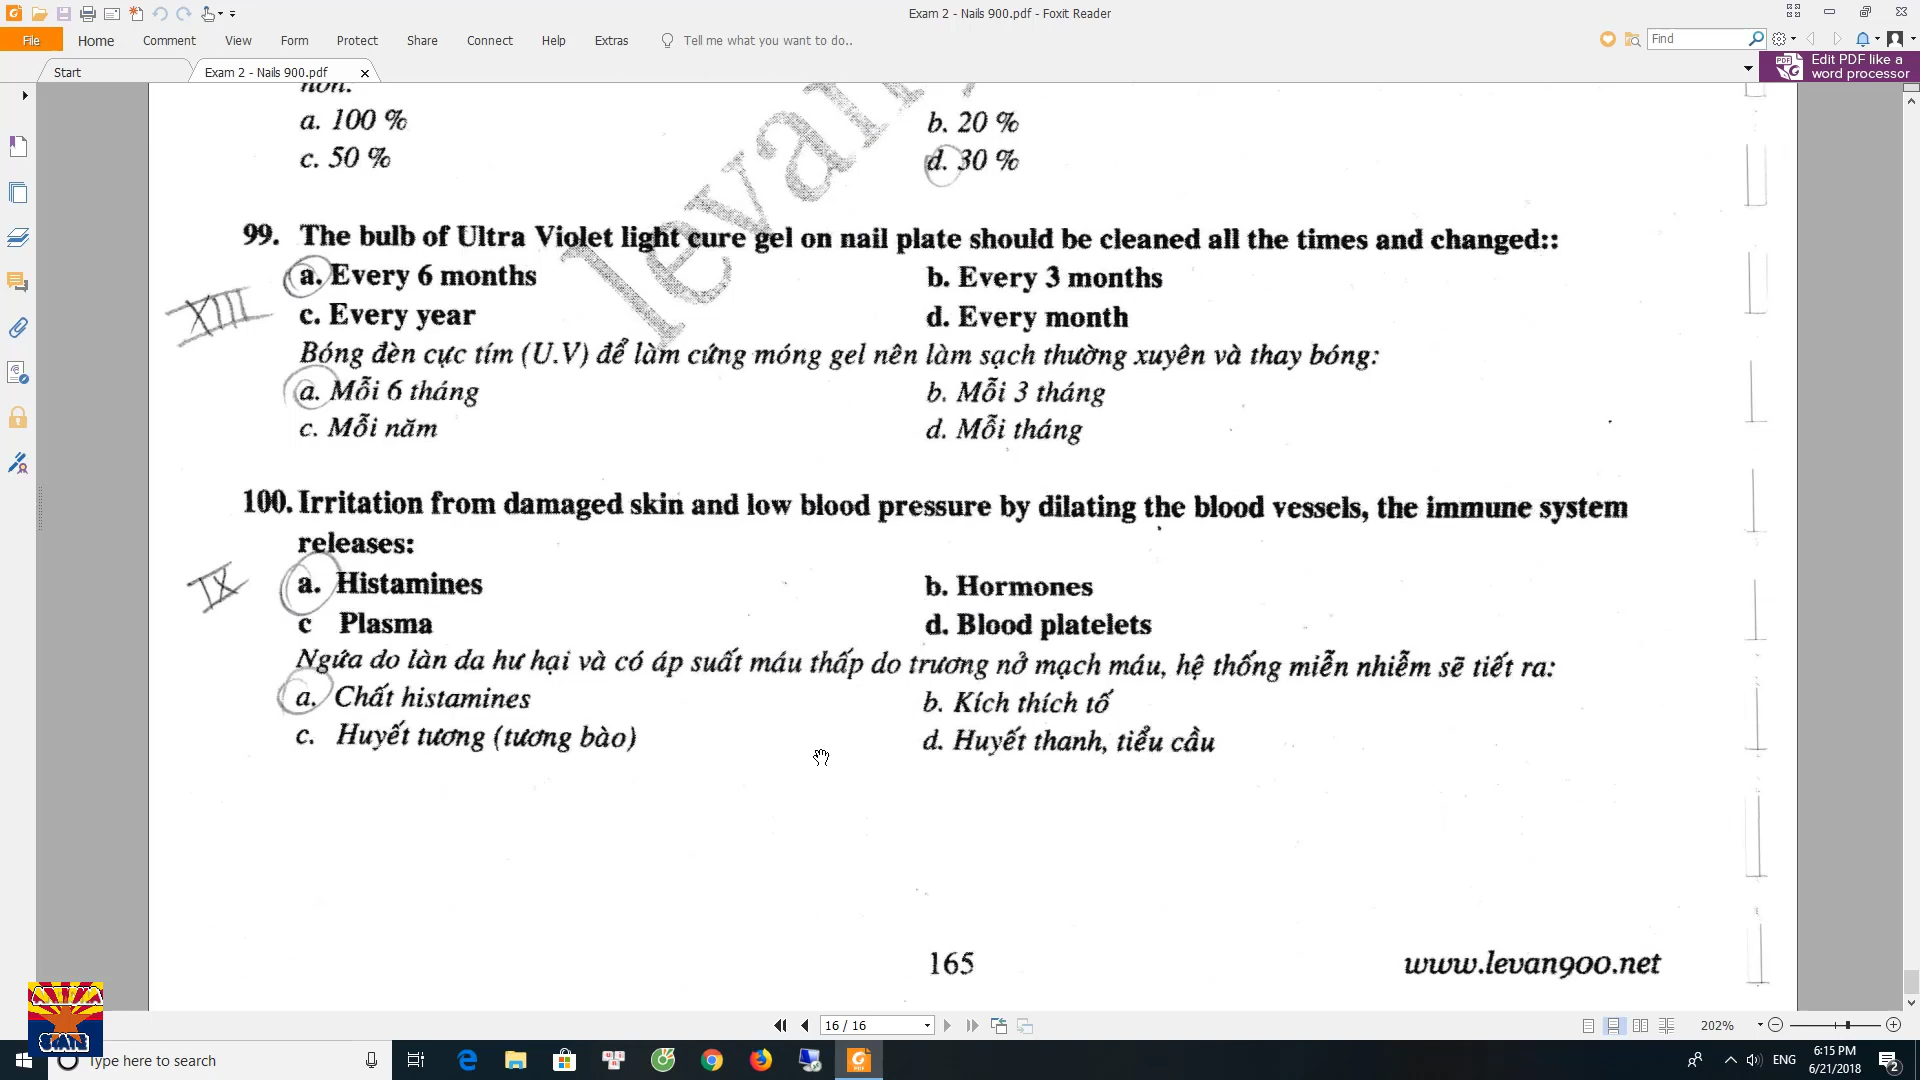 Exam 2 - Nails 900.pdf - Foxit Reader
File Home Comment View Form Protect Share Connect Help Extras Tell me what you want to do.. Find
Start Exam 2 - Nails 900.pdf
Edit PDF like a
word processor
a. 100 % b. 20 %
c. 50 % d. 30 %
99. The bulb of Ultra Violet light cure gel on nail plate should be cleaned all the times and changed::
a. Every 6 months b. Every 3 months
XIII
c. Every year d. Every month
Bóng đèn cực tím (U.V) để làm cứng móng gel nên làm sạch thường xuyên và thay bóng:
a. Mỗi 6 tháng b. Mỗi 3 tháng
c. Mỗi năm d. Mỗi tháng
100. Irritation from damaged skin and low blood pressure by dilating the blood vessels, the immune system
releases:
IX
a. Histamines b. Hormones
c Plasma d. Blood platelets
Ngứa do làn da hư hại và có áp suất máu thấp do trương nở mạch máu, hệ thống miễn nhiễm sẽ tiết ra:
a. Chất histamines b. Kích thích tố
c. Huyết tương (tương bào) d. Huyết thanh, tiểu cầu
165 www.levan900.net
ARIZONA
STATE
16 / 16 202%
Type here to search ENG
6:15 PM
6/21/2018
2